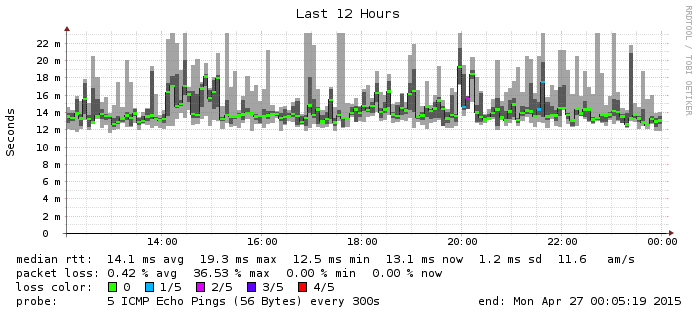 Last 12 Hours
RRDTOOL / TOBI OETIKER
Seconds
22 m
20 m
18 m
16 m
14 m
12 m
10 m
8 m
6 m
4 m
2 m
0
14:00 16:00 18:00 20:00 22:00 00:00
median rtt: 14.1 ms avg 19.3 ms max 12.5 ms min 13.1 ms now 1.2 ms sd 11.6 am/s
packet loss: 0.42 % avg 36.53 % max 0.00 % min 0.00 % now
loss color: 0 1/5 2/5 3/5 4/5
probe: 5 ICMP Echo Pings (56 Bytes) every 300s end: Mon Apr 27 00:05:19 2015